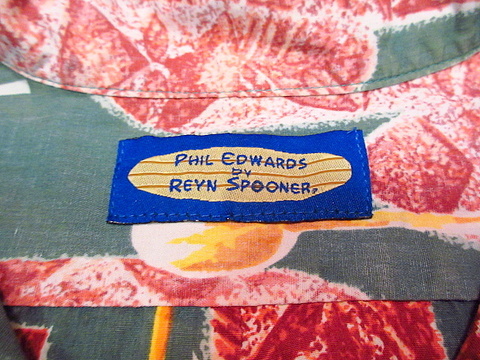 PHIL EDWARDS
BY
REYN SPOONER